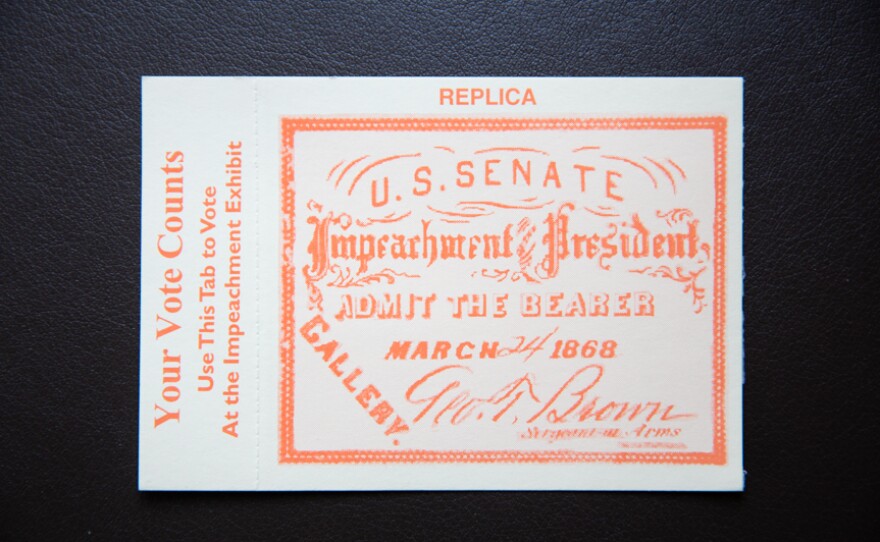 Your Vote Counts
Use This Tab to Vote
At the Impeachment Exhibit
REPLICA
U.S. SENATE
Impeachment of President
ADMIT THE BEARER
MARCH 24 1868
GALLERY.
Geo. T. Brown
Sergeant-at-Arms